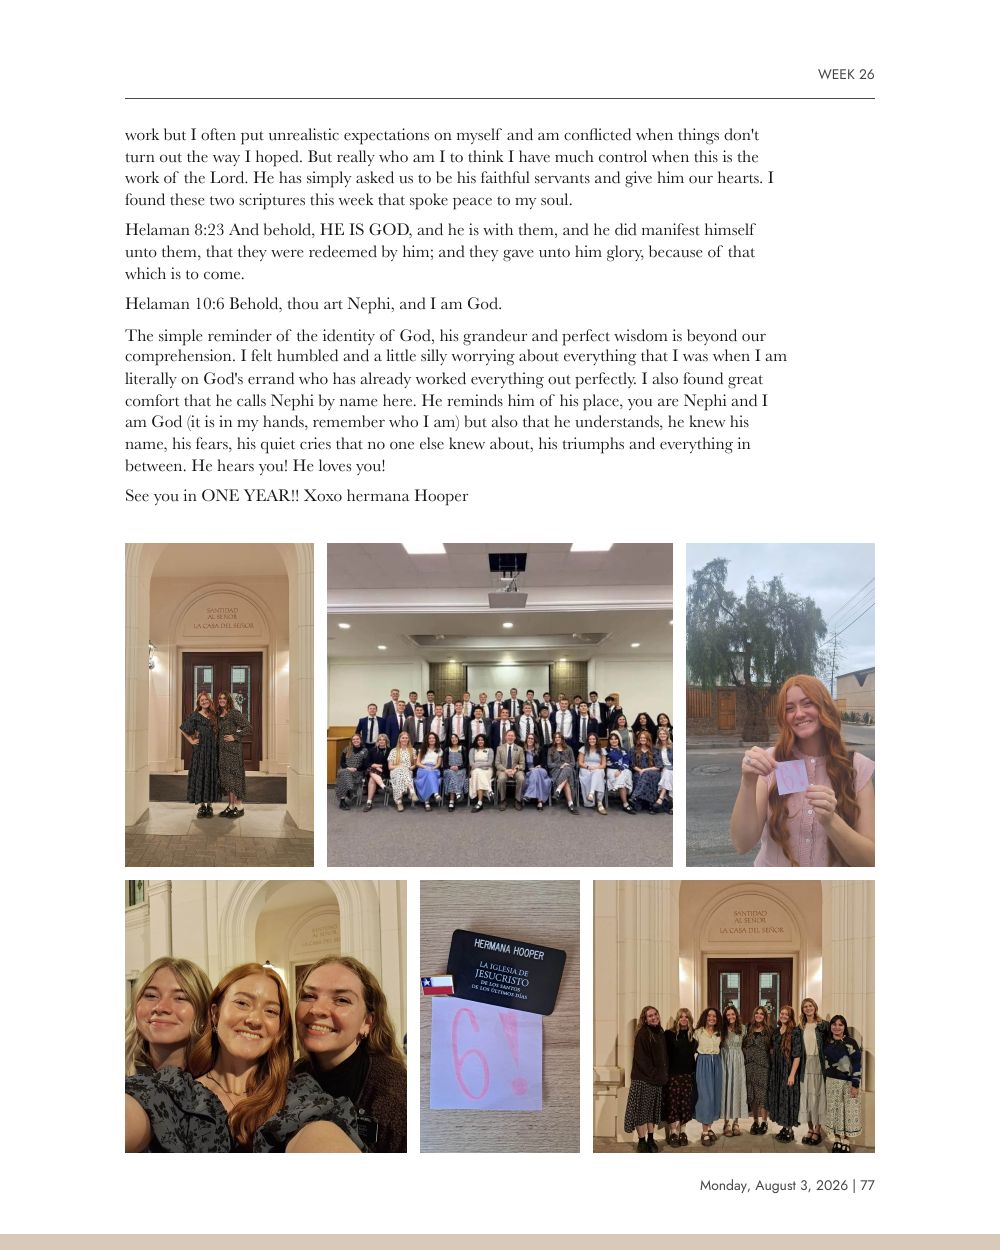 WEEK 26
work but I often put unrealistic expectations on myself and am conflicted when things don't
turn out the way I hoped. But really who am I to think I have much control when this is the
work of the Lord. He has simply asked us to be his faithful servants and give him our hearts. I
found these two scriptures this week that spoke peace to my soul.
Helaman 8:23 And behold, HE IS GOD, and he is with them, and he did manifest himself
unto them, that they were redeemed by him; and they gave unto him glory, because of that
which is to come.
Helaman 10:6 Behold, thou art Nephi, and I am God.
The simple reminder of the identity of God, his grandeur and perfect wisdom is beyond our
comprehension. I felt humbled and a little silly worrying about everything that I was when I am
literally on God's errand who has already worked everything out perfectly. I also found great
comfort that he calls Nephi by name here. He reminds him of his place, you are Nephi and I
am God (it is in my hands, remember who I am) but also that he understands, he knew his
name, his fears, his quiet cries that no one else knew about, his triumphs and everything in
between. He hears you! He loves you!
See you in ONE YEAR!! Xoxo hermana Hooper
SANTIDAD
AL SEÑOR
LA CASA DEL SEÑOR
6!
SANTIDAD
AL SEÑOR
LA CASA DEL SE
HERMANA HOOPER
LA IGLESIA DE
JESUCRISTO
DE LOS SANTOS
DE LOS ÚLTIMOS DÍAS
6!
SANTIDAD
AL SEÑOR
LA CASA DEL SEÑOR
Monday, August 3, 2026 | 77